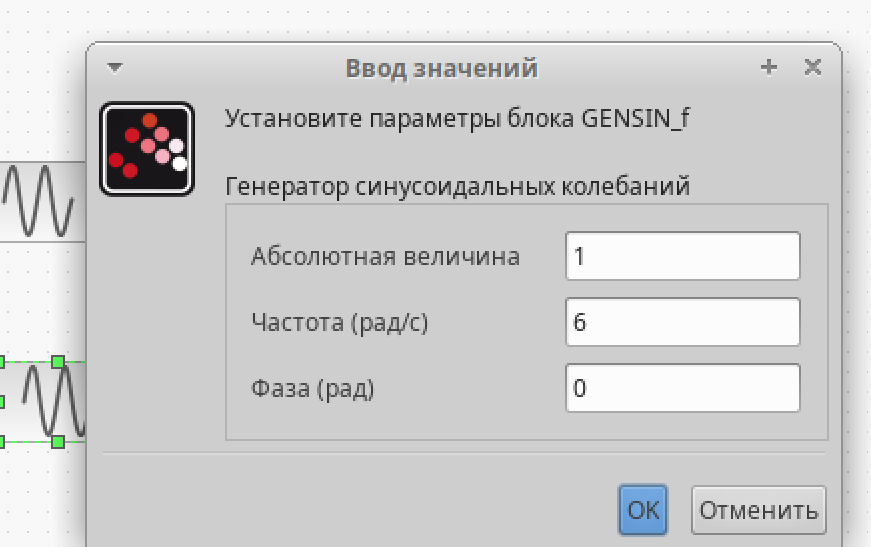 Ввод значений
Установите параметры блока GENSIN_f
Генератор синусоидальных колебаний
Абсолютная величина 1
Частота (рад/с) 6
Фаза (рад) 0
OK Отменить